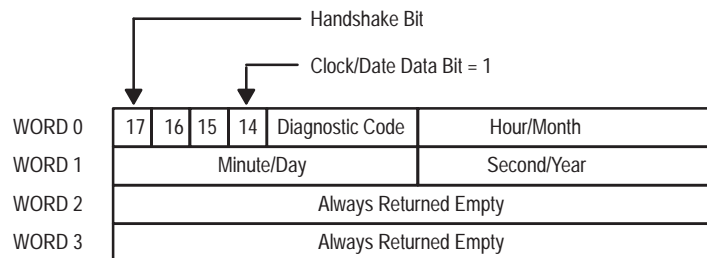 Handshake Bit
Clock/Date Data Bit = 1
WORD 0 17 16 15 14 Diagnostic Code Hour/Month
WORD 1 Minute/Day Second/Year
WORD 2 Always Returned Empty
WORD 3 Always Returned Empty